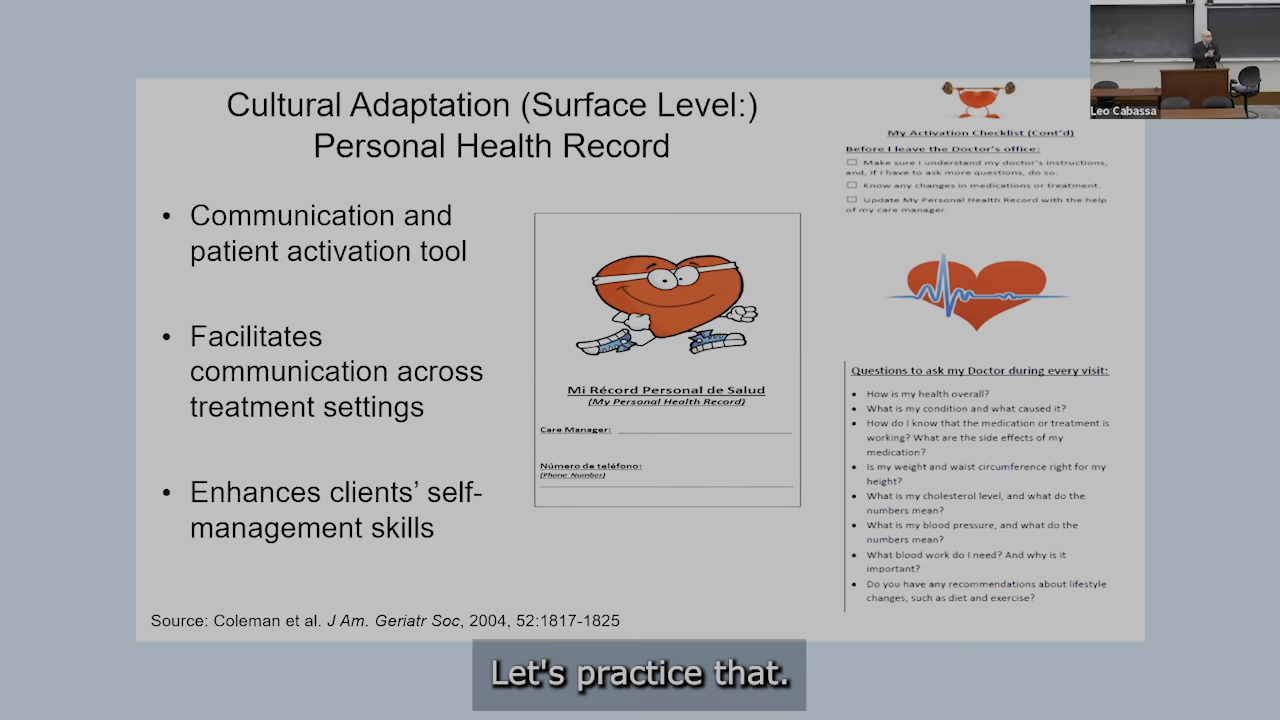 Leo Cabassa
Cultural Adaptation (Surface Level:)
Personal Health Record
• Communication and
patient activation tool
• Facilitates
communication across
treatment settings
• Enhances clients’ self-
management skills
Mi Récord Personal de Salud
(My Personal Health Record)
Care Manager:
Número de teléfono:
(Phone Number)
My Activation Checklist (Cont'd)
Before I leave the Doctor's office:
Make sure I understand my doctor's instructions,
and, if I have to ask more questions, do so.
Know any changes in medications or treatment.
Update My Personal Health Record with the help
of my care manager.
Questions to ask my Doctor during every visit:
• How is my health overall?
• What is my condition and what caused it?
• How do I know that the medication or treatment is
working? What are the side effects of my
medication?
• Is my weight and waist circumference right for my
height?
• What is my cholesterol level, and what do the
numbers mean?
• What is my blood pressure, and what do the
numbers mean?
• What blood work do I need? And why is it
important?
• Do you have any recommendations about lifestyle
changes, such as diet and exercise?
Source: Coleman et al. J Am. Geriatr Soc, 2004, 52:1817-1825
Let's practice that.